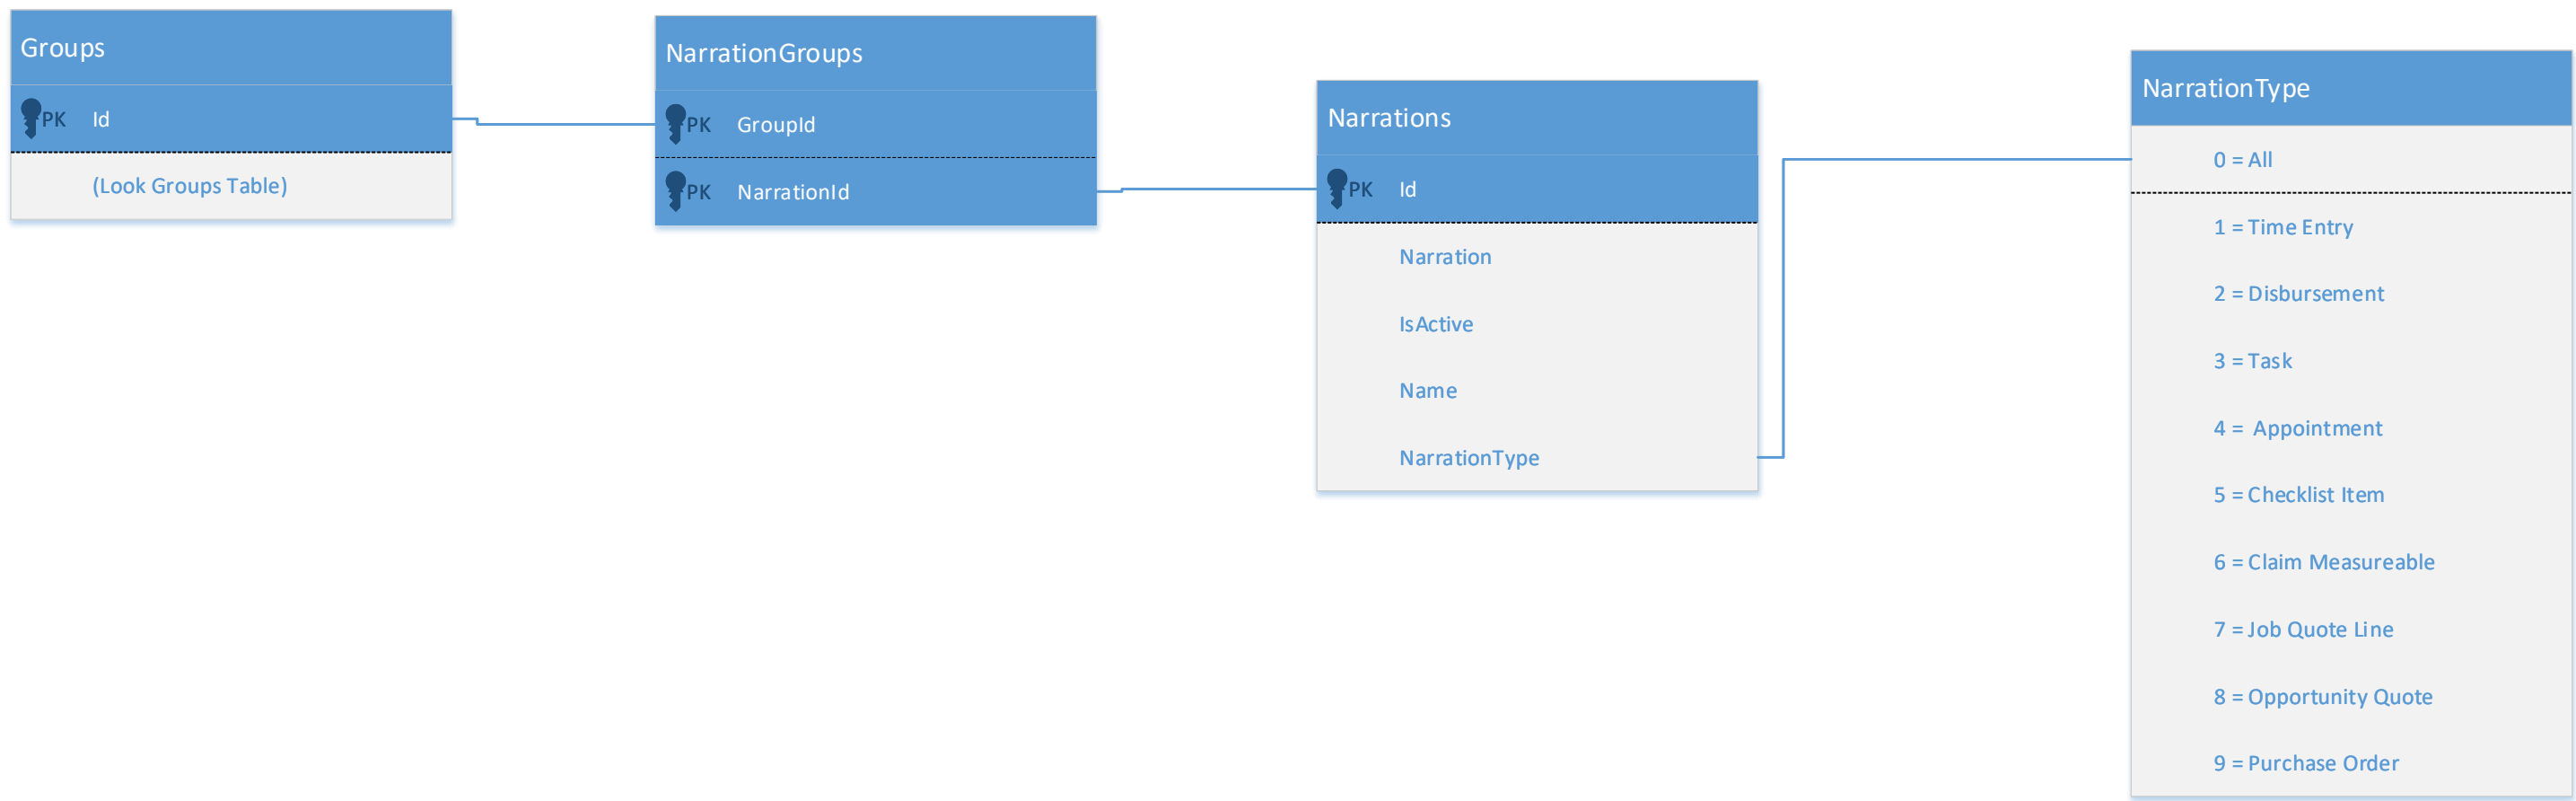 Groups
PK Id
(Look Groups Table)
NarrationGroups
PK GroupId
PK NarrationId
Narrations
PK Id
Narration
IsActive
Name
NarrationType
NarrationType
0 = All
1 = Time Entry
2 = Disbursement
3 = Task
4 =  Appointment
5 = Checklist Item
6 = Claim Measureable
7 = Job Quote Line
8 = Opportunity Quote
9 = Purchase Order